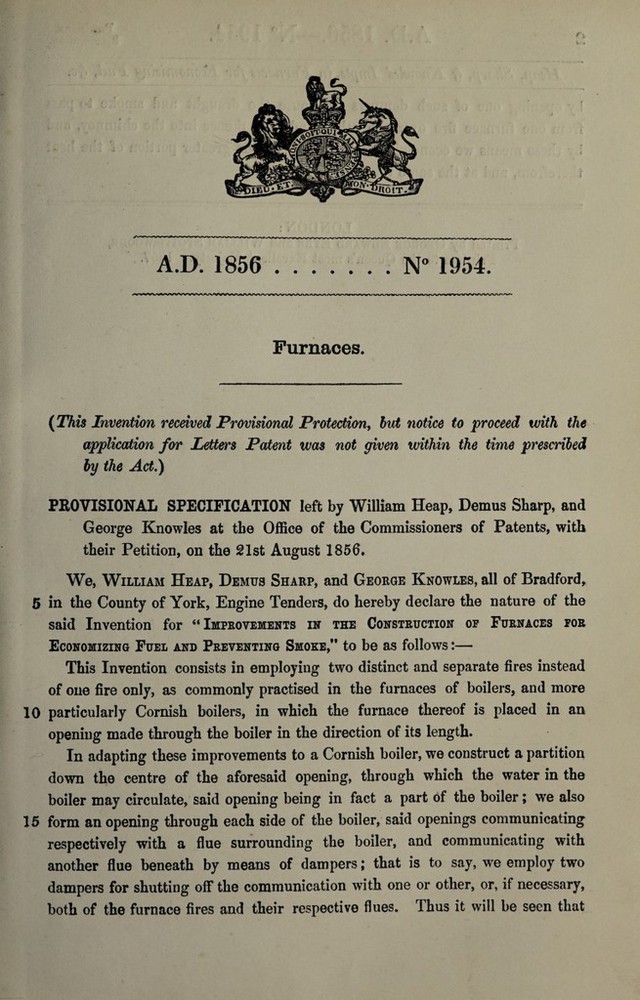 HONI SOIT QUI MAL
DIEU · ET · MON · DROIT.
A.D. 1856 . . . . . . . . Nº 1954.
Furnaces.
(This Invention received Provisional Protection, but notice to proceed with the
application for Letters Patent was not given within the time prescribed
by the Act.)
PROVISIONAL SPECIFICATION left by William Heap, Demus Sharp, and
George Knowles at the Office of the Commissioners of Patents, with
their Petition, on the 21st August 1856.
We, WILLIAM HEAP, DEMUS SHARP, and GEORGE KNOWLES, all of Bradford,
5 in the County of York, Engine Tenders, do hereby declare the nature of the
said Invention for "IMPROVEMENTS IN THE CONSTRUCTION OF FURNACES FOR
ECONOMIZING FUEL AND PREVENTING SMOKE," to be as follows:—
This Invention consists in employing two distinct and separate fires instead
of one fire only, as commonly practised in the furnaces of boilers, and more
10 particularly Cornish boilers, in which the furnace thereof is placed in an
opening made through the boiler in the direction of its length.
In adapting these improvements to a Cornish boiler, we construct a partition
down the centre of the aforesaid opening, through which the water in the
boiler may circulate, said opening being in fact a part of the boiler; we also
15 form an opening through each side of the boiler, said openings communicating
respectively with a flue surrounding the boiler, and communicating with
another flue beneath by means of dampers; that is to say, we employ two
dampers for shutting off the communication with one or other, or, if necessary,
both of the furnace fires and their respective flues. Thus it will be seen that